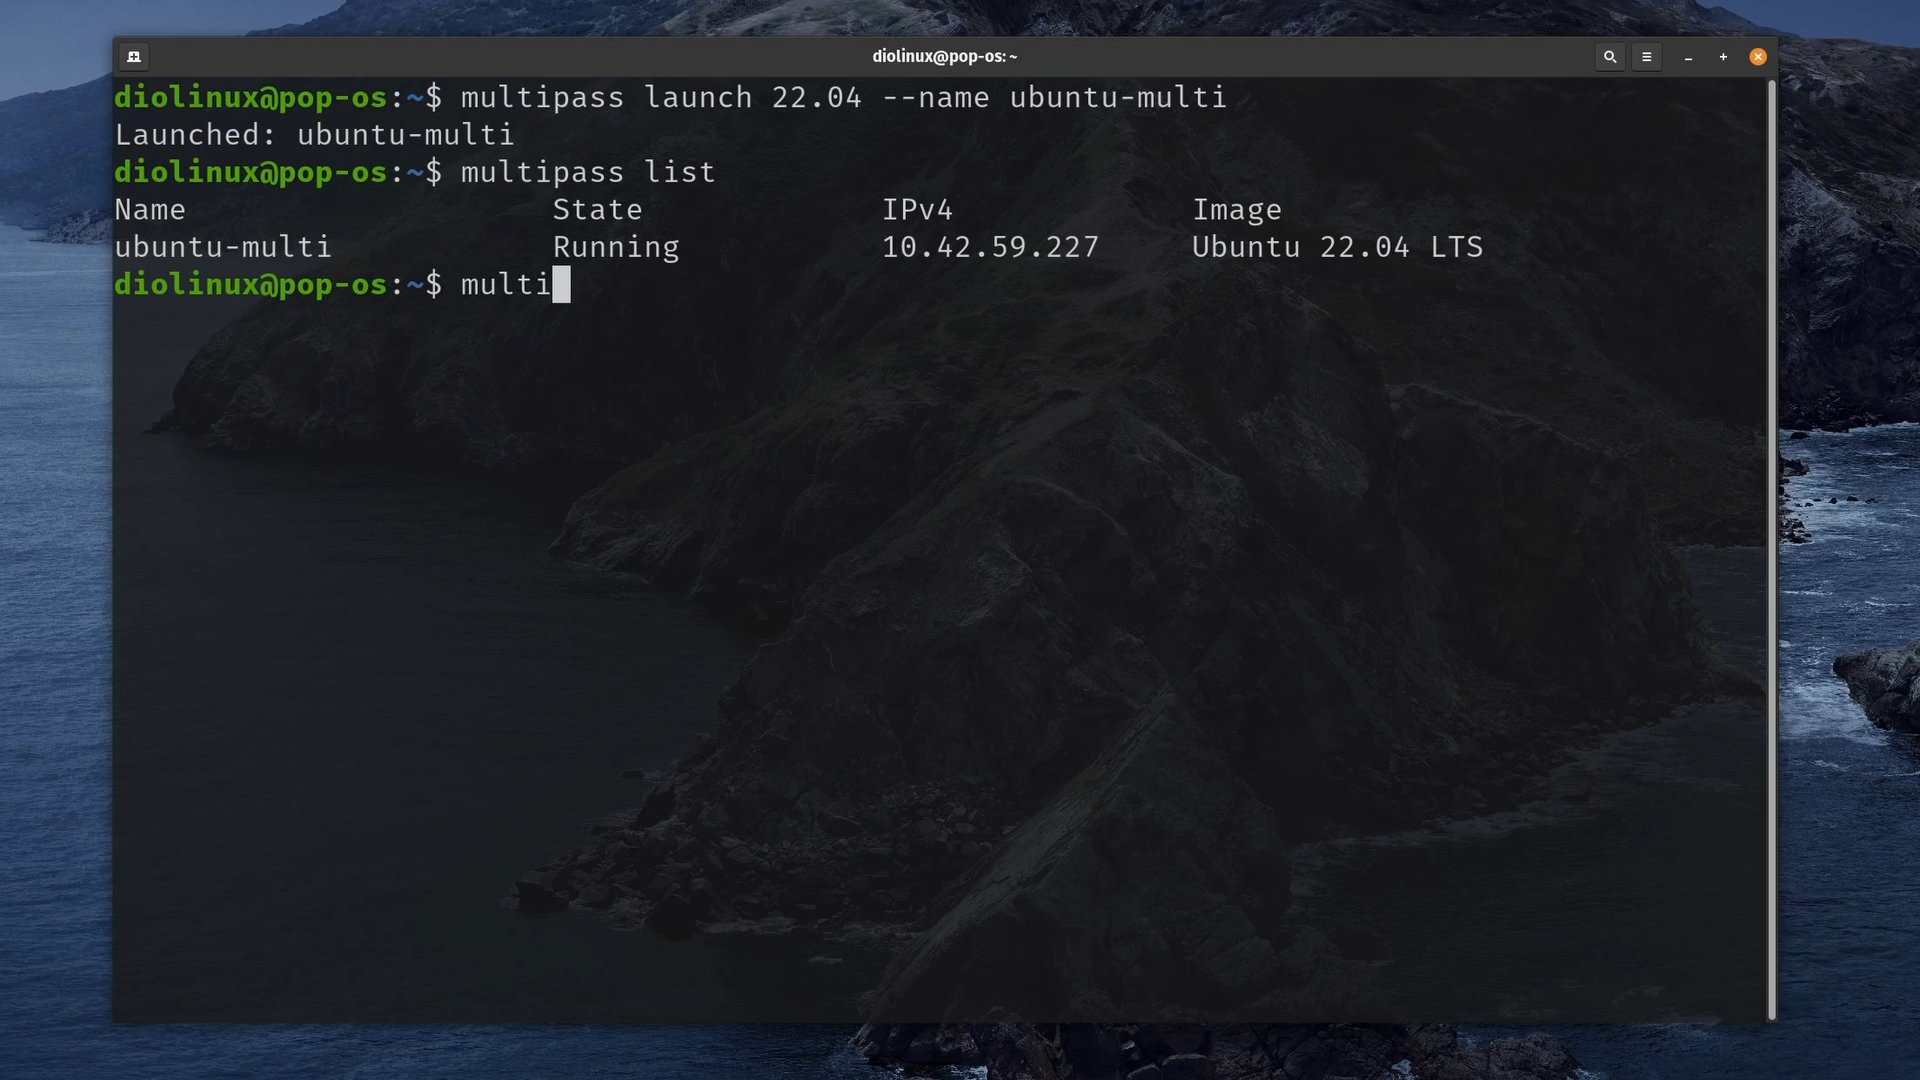 diolinux@pop-os: ~
diolinux@pop-os:~$ multipass launch 22.04 --name ubuntu-multi
Launched: ubuntu-multi
diolinux@pop-os:~$ multipass list
Name State IPv4 Image
ubuntu-multi Running 10.42.59.227 Ubuntu 22.04 LTS
diolinux@pop-os:~$ multi